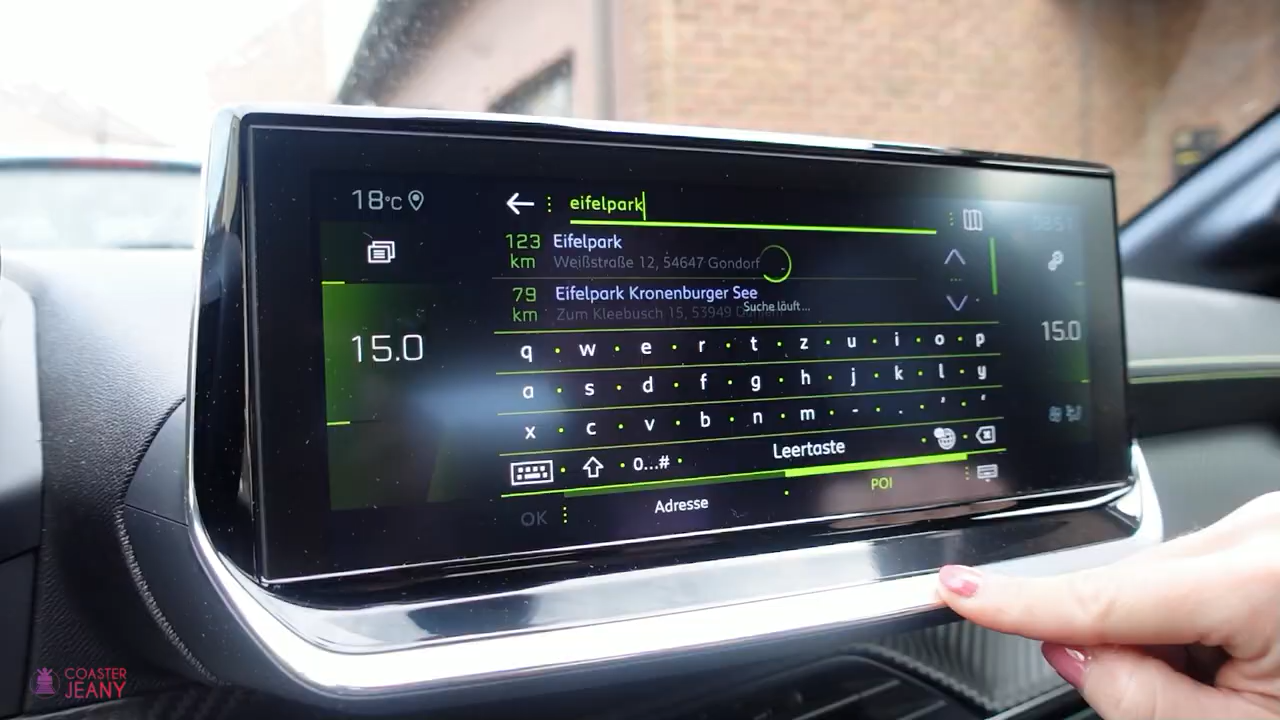 18°C
eifelpark
123 km
Eifelpark
Weißstraße 12, 54647 Gondorf
79 km
Eifelpark Kronenburger See
Zum Kleebusch 15, 53949
Suche läuft...
15.0
15.0
q w e r t z u i o p
a s d f g h j k l y
x c v b n m - . ' '
0...#
Leertaste
OK
Adresse
POI
COASTER
JEANY